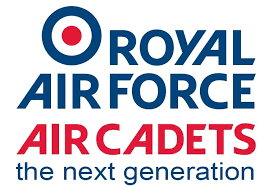 ROYAL
AIR FORCE
AIR CADETS
the next generation